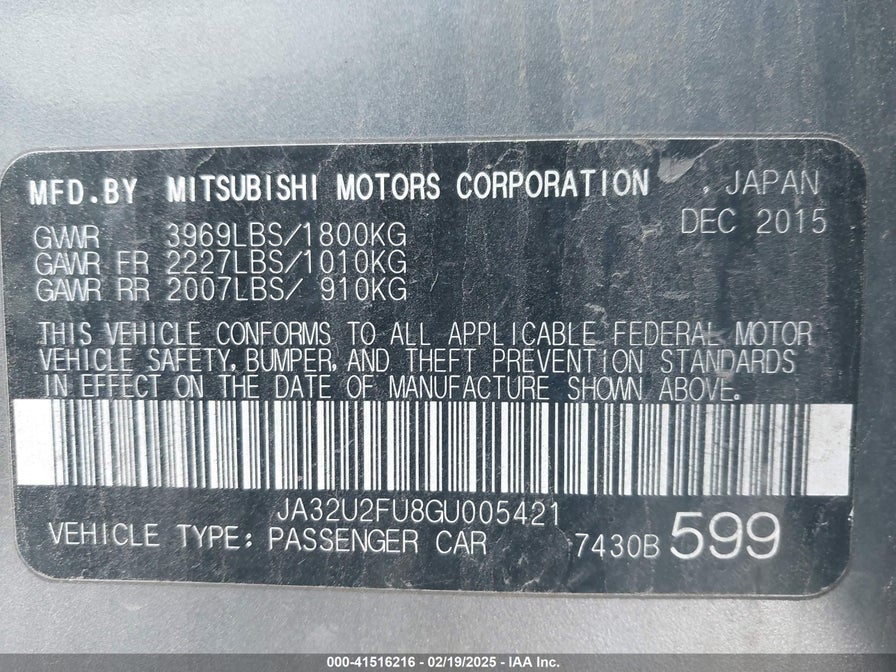 MFD.BY MITSUBISHI MOTORS CORPORATION , JAPAN
DEC 2015
GVWR 3969LBS/1800KG
GAWR FR 2227LBS/1010KG
GAWR RR 2007LBS/ 910KG
THIS VEHICLE CONFORMS TO ALL APPLICABLE FEDERAL MOTOR
VEHICLE SAFETY, BUMPER, AND THEFT PREVENTION STANDARDS
IN EFFECT ON THE DATE OF MANUFACTURE SHOWN ABOVE.
JA32U2FU8GU005421
VEHICLE TYPE: PASSENGER CAR 7430B 599
000-41516216 - 02/19/2025 - IAA Inc.